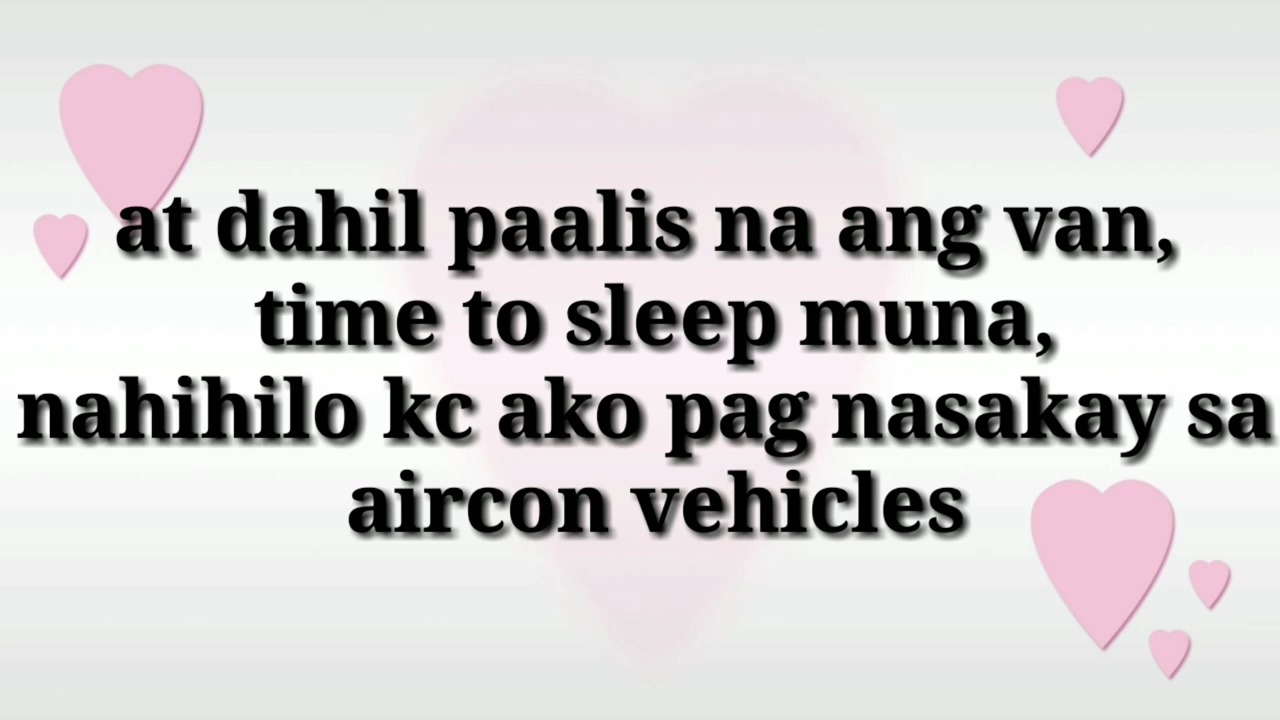 at dahil paalis na ang van,
time to sleep muna,
nahihilo kc ako pag nasakay sa
aircon vehicles